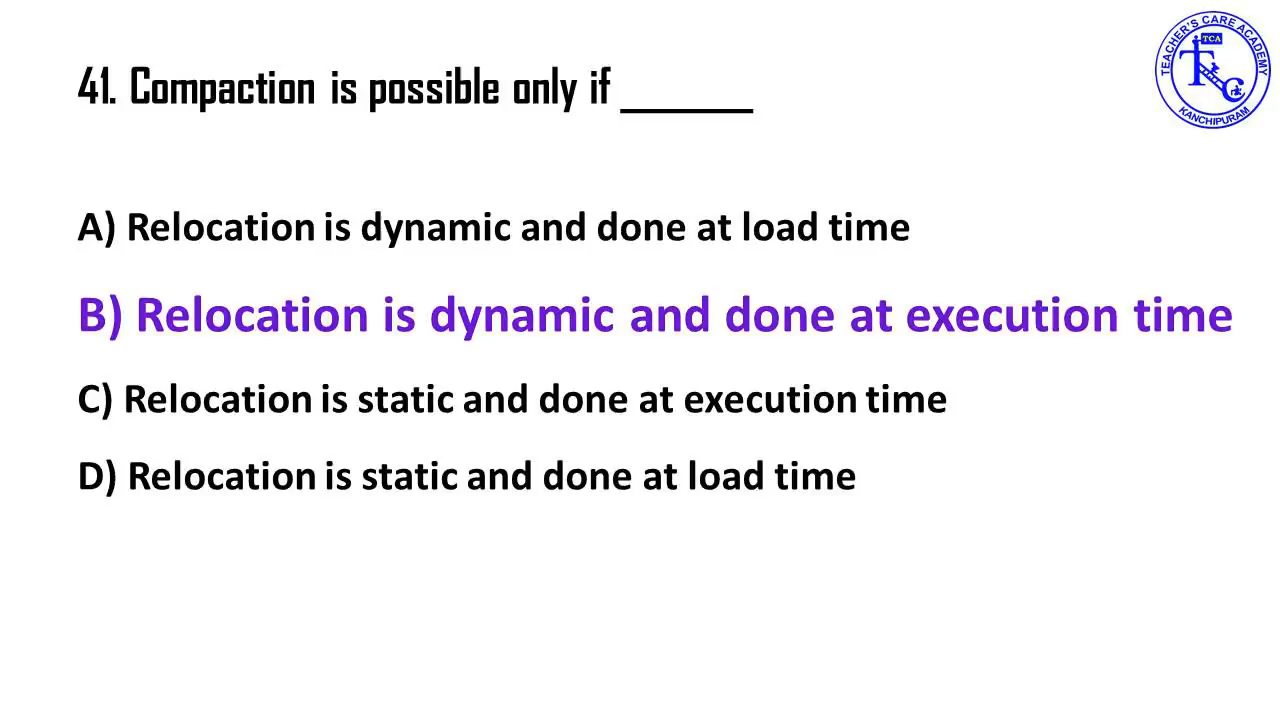 41. Compaction is possible only if ______
A) Relocation is dynamic and done at load time
B) Relocation is dynamic and done at execution time
C) Relocation is static and done at execution time
D) Relocation is static and done at load time
TEACHER'S CARE ACADEMY
TCA
KANCHIPURAM